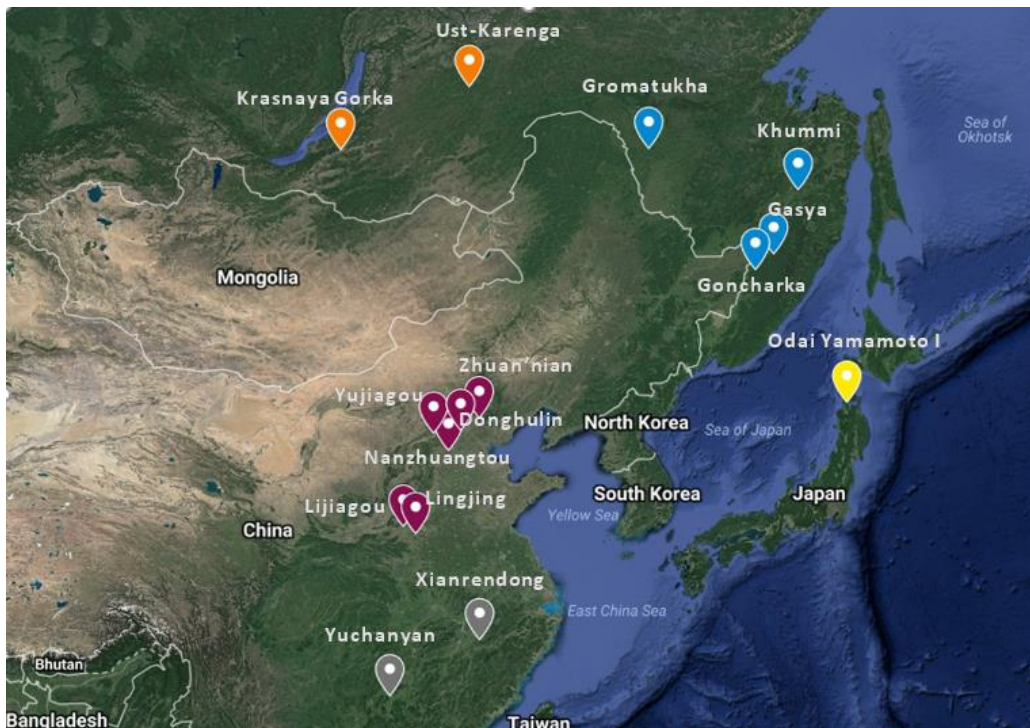 Ust-Karenga
Krasnaya Gorka
Gromatukha
Khummi
Sea of
Okhotsk
Gasya
Goncharka
Mongolia
Odai Yamamoto I
Zhuan’nian
Yujiagou
Donghulin
North Korea
Sea of Japan
Nanzhuangtou
South Korea
Japan
Lijiagou
Lingjing
Yellow Sea
China
Xianrendong
East China Sea
Yuchanyan
Bhutan
Bangladesh
Taiwan